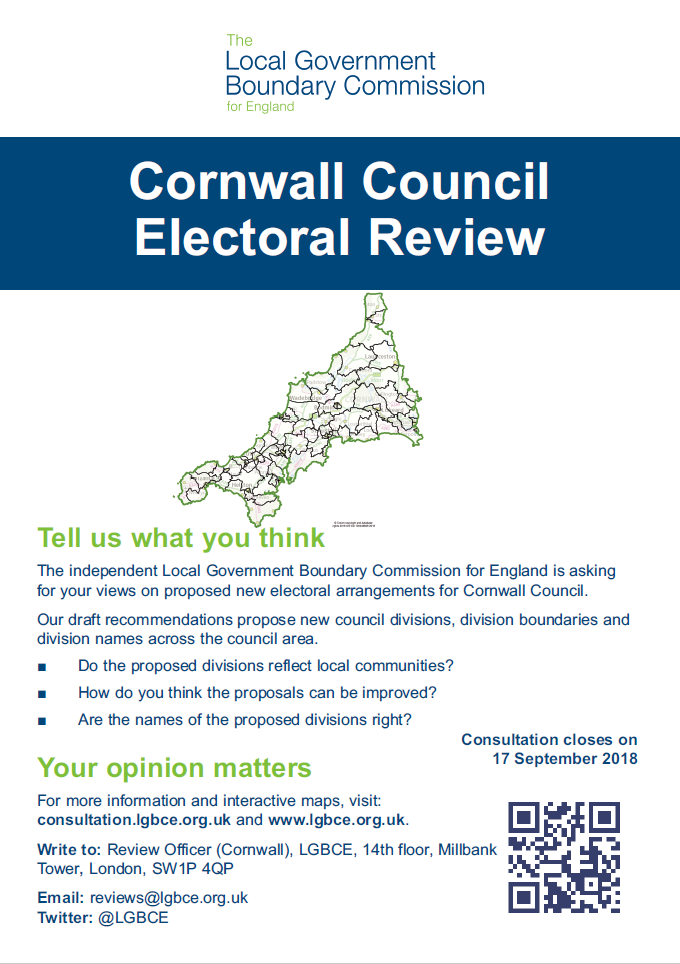 The
Local Government
Boundary Commission
for England
Cornwall Council
Electoral Review
Launceston
Wadebridge
Helston
Tell us what you think
The independent Local Government Boundary Commission for England is asking
for your views on proposed new electoral arrangements for Cornwall Council.
Our draft recommendations propose new council divisions, division boundaries and
division names across the council area.
■ Do the proposed divisions reflect local communities?
■ How do you think the proposals can be improved?
■ Are the names of the proposed divisions right?
Consultation closes on
17 September 2018
Your opinion matters
For more information and interactive maps, visit:
consultation.lgbce.org.uk and www.lgbce.org.uk.
Write to: Review Officer (Cornwall), LGBCE, 14th floor, Millbank
Tower, London, SW1P 4QP
Email: reviews@lgbce.org.uk
Twitter: @LGBCE